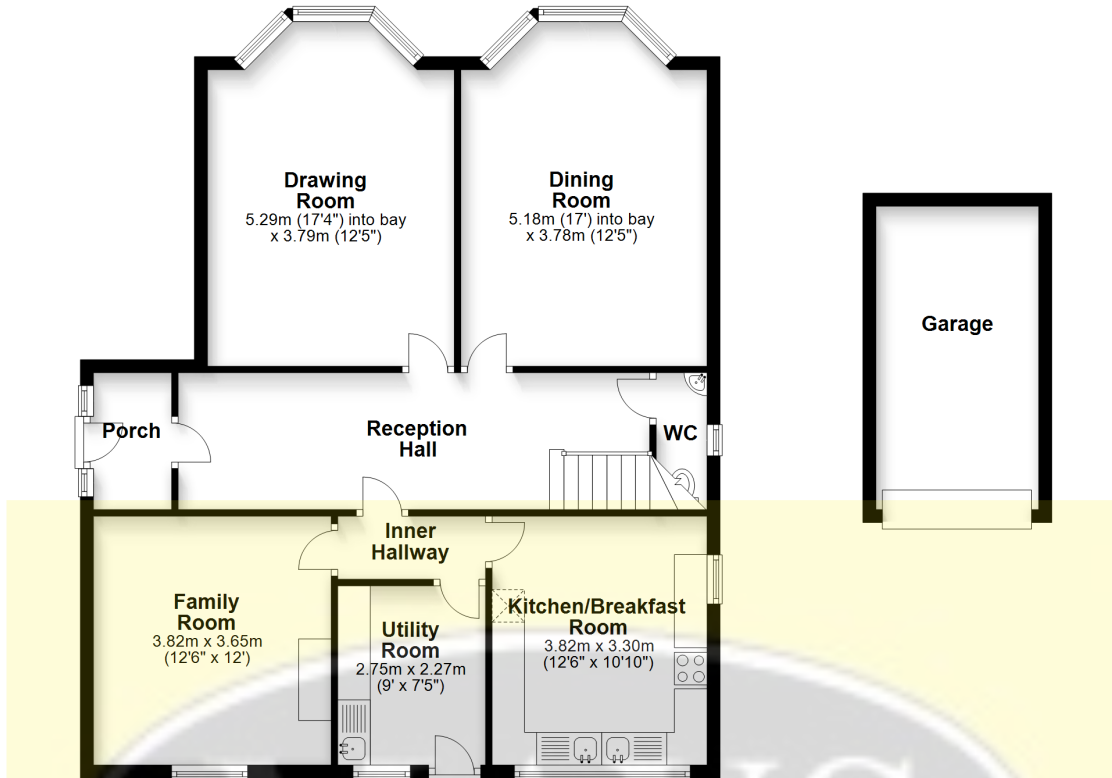 Drawing
Room
5.29m (17'4") into bay
x 3.79m (12'5")
Dining
Room
5.18m (17') into bay
x 3.78m (12'5")
Garage
Porch
Reception
Hall
WC
Inner
Hallway
Family
Room
3.82m x 3.65m
(12'6" x 12')
Utility
Room
2.75m x 2.27m
(9' x 7'5")
Kitchen/Breakfast
Room
3.82m x 3.30m
(12'6" x 10'10")